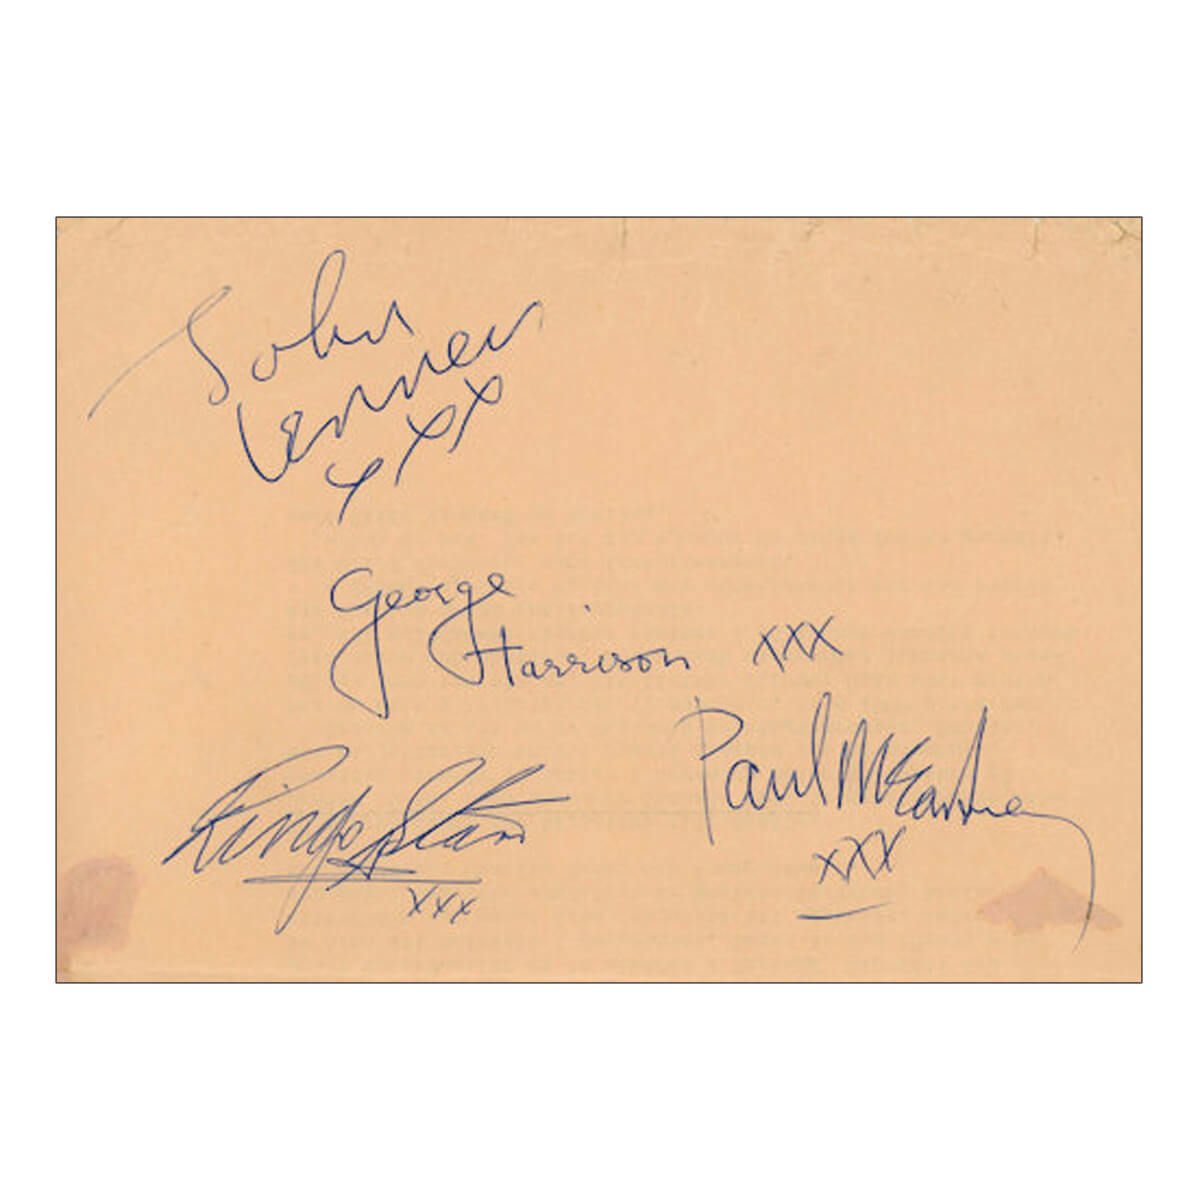 John
Lennon
xxx
George
Harrison xxx
Paul McCartney
xxx
Ringo Starr
xxx